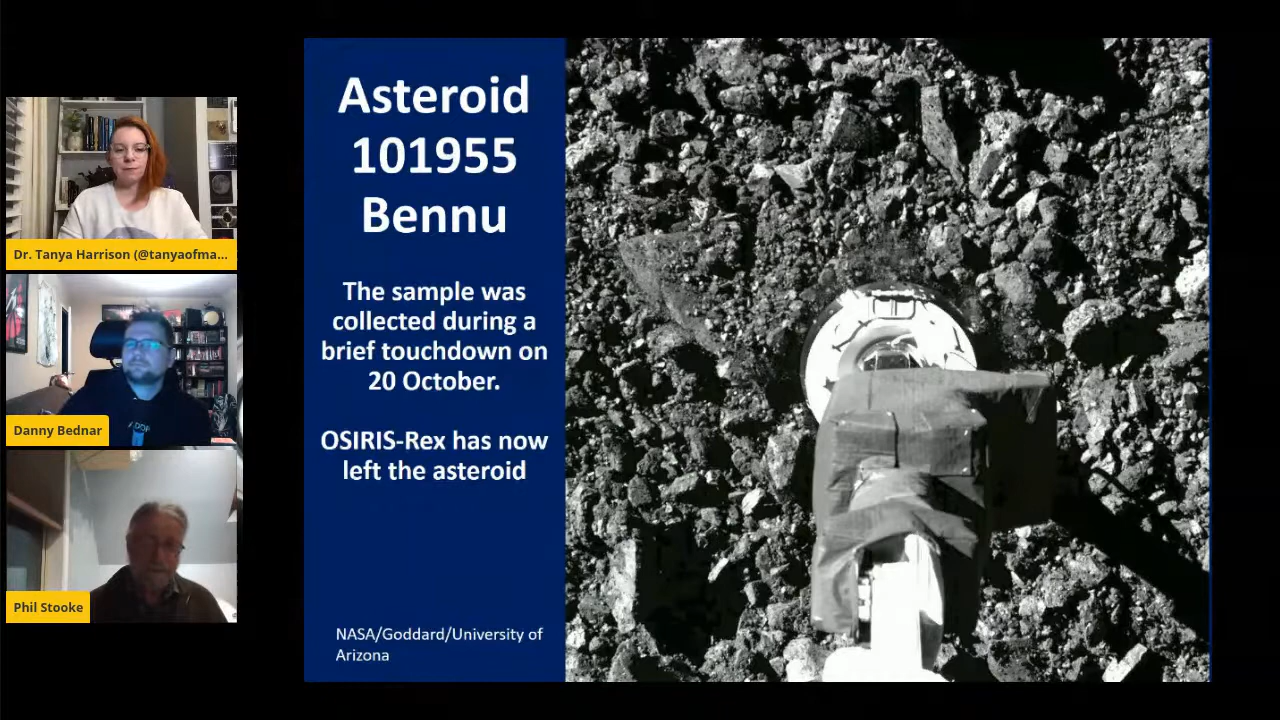 Asteroid
101955
Bennu
The sample was
collected during a
brief touchdown on
20 October.
OSIRIS-Rex has now
left the asteroid
NASA/Goddard/University of
Arizona
Dr. Tanya Harrison (@tanyaofma...
Danny Bednar
Phil Stooke